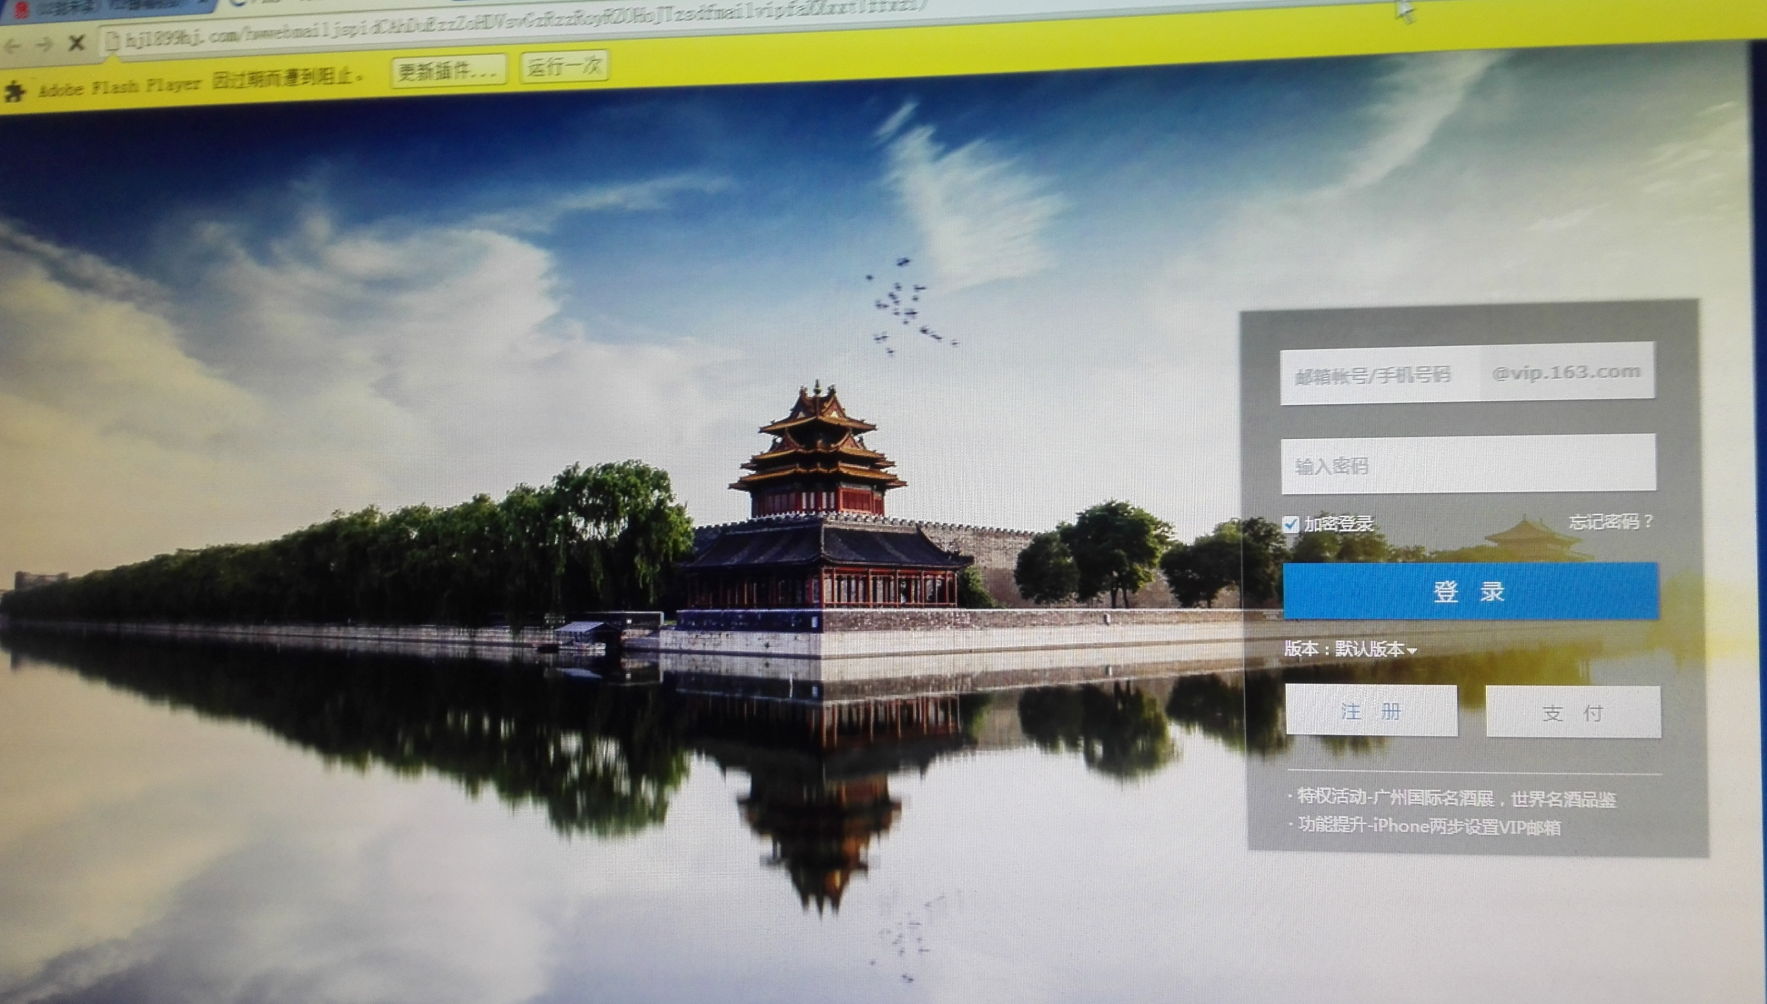 Adobe Flash Player 因过期而遭到阻止。 更新插件... 运行一次
邮箱帐号/手机号码 @vip.163.com
输入密码
加密登录 忘记密码？
登 录
版本：默认版本
注 册 支 付
· 特权活动-广州国际名酒展，世界名酒品鉴
· 功能提升-iPhone两步设置VIP邮箱